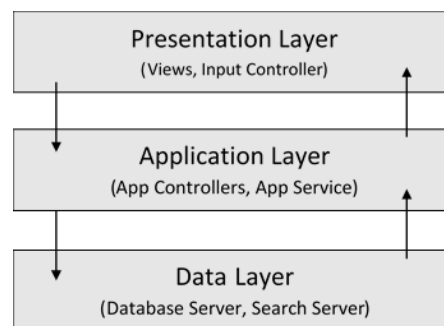 Presentation Layer
(Views, Input Controller)
Application Layer
(App Controllers, App Service)
Data Layer
(Database Server, Search Server)